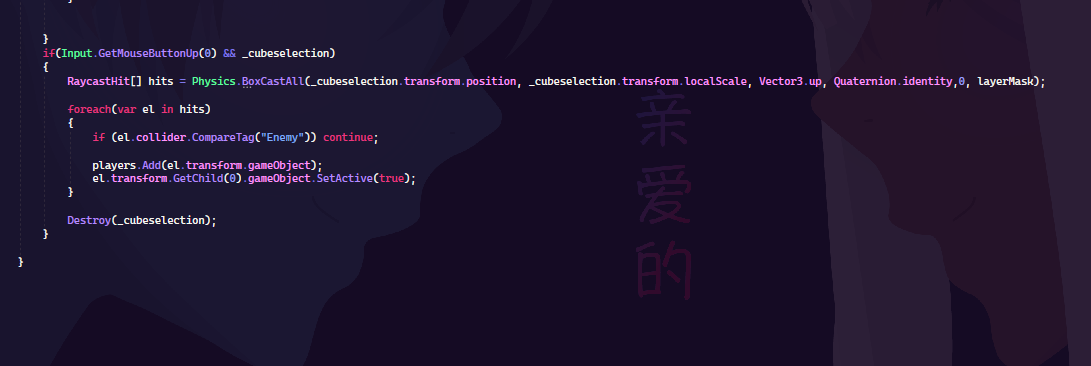 }
}
if(Input.GetMouseButtonUp(0) && _cubeselection)
{
RaycastHit[] hits = Physics.BoxCastAll(_cubeselection.transform.position, _cubeselection.transform.localScale, Vector3.up, Quaternion.identity,0, layerMask);
foreach(var el in hits)
{
if (el.collider.CompareTag("Enemy")) continue;
players.Add(el.transform.gameObject);
el.transform.GetChild(0).gameObject.SetActive(true);
}
Destroy(_cubeselection);
}
}
亲爱的